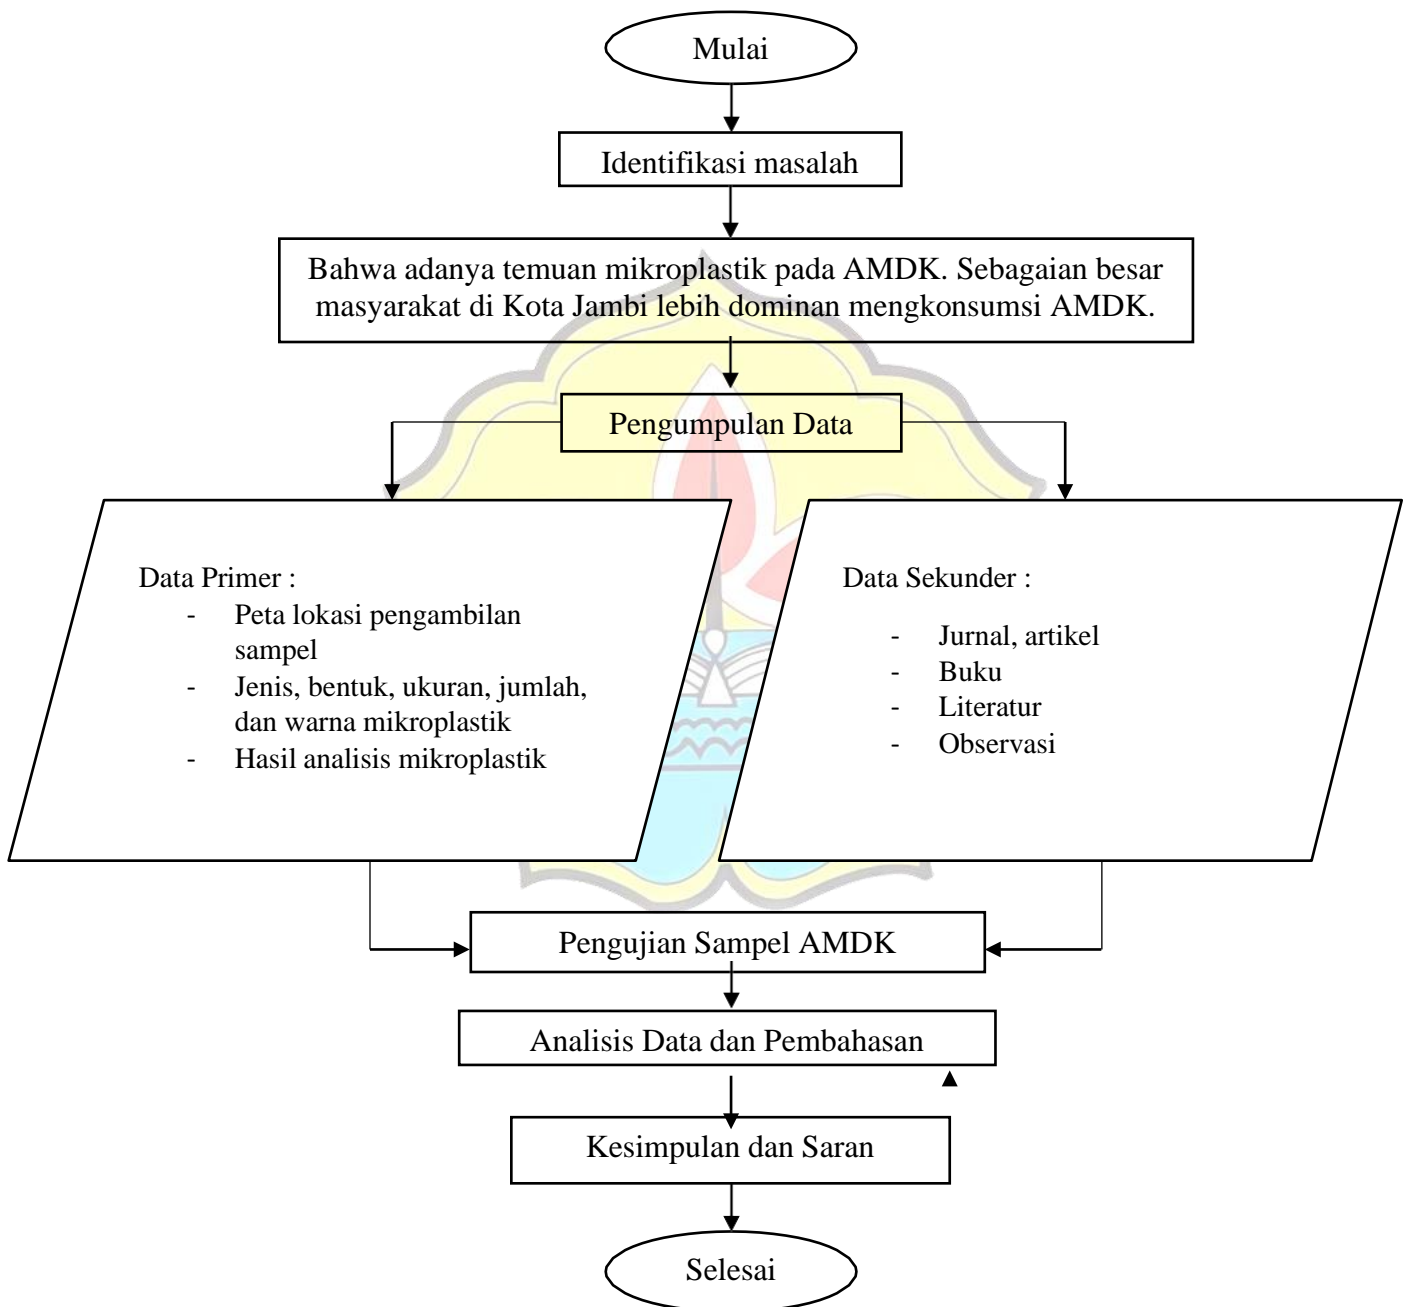 Mulai
Identifikasi masalah
Bahwa adanya temuan mikroplastik pada AMDK. Sebagaian besar
masyarakat di Kota Jambi lebih dominan mengkonsumsi AMDK.
Pengumpulan Data
Data Primer :
- Peta lokasi pengambilan
sampel
- Jenis, bentuk, ukuran, jumlah,
dan warna mikroplastik
- Hasil analisis mikroplastik
Data Sekunder :
- Jurnal, artikel
- Buku
- Literatur
- Observasi
Pengujian Sampel AMDK
Analisis Data dan Pembahasan
Kesimpulan dan Saran
Selesai